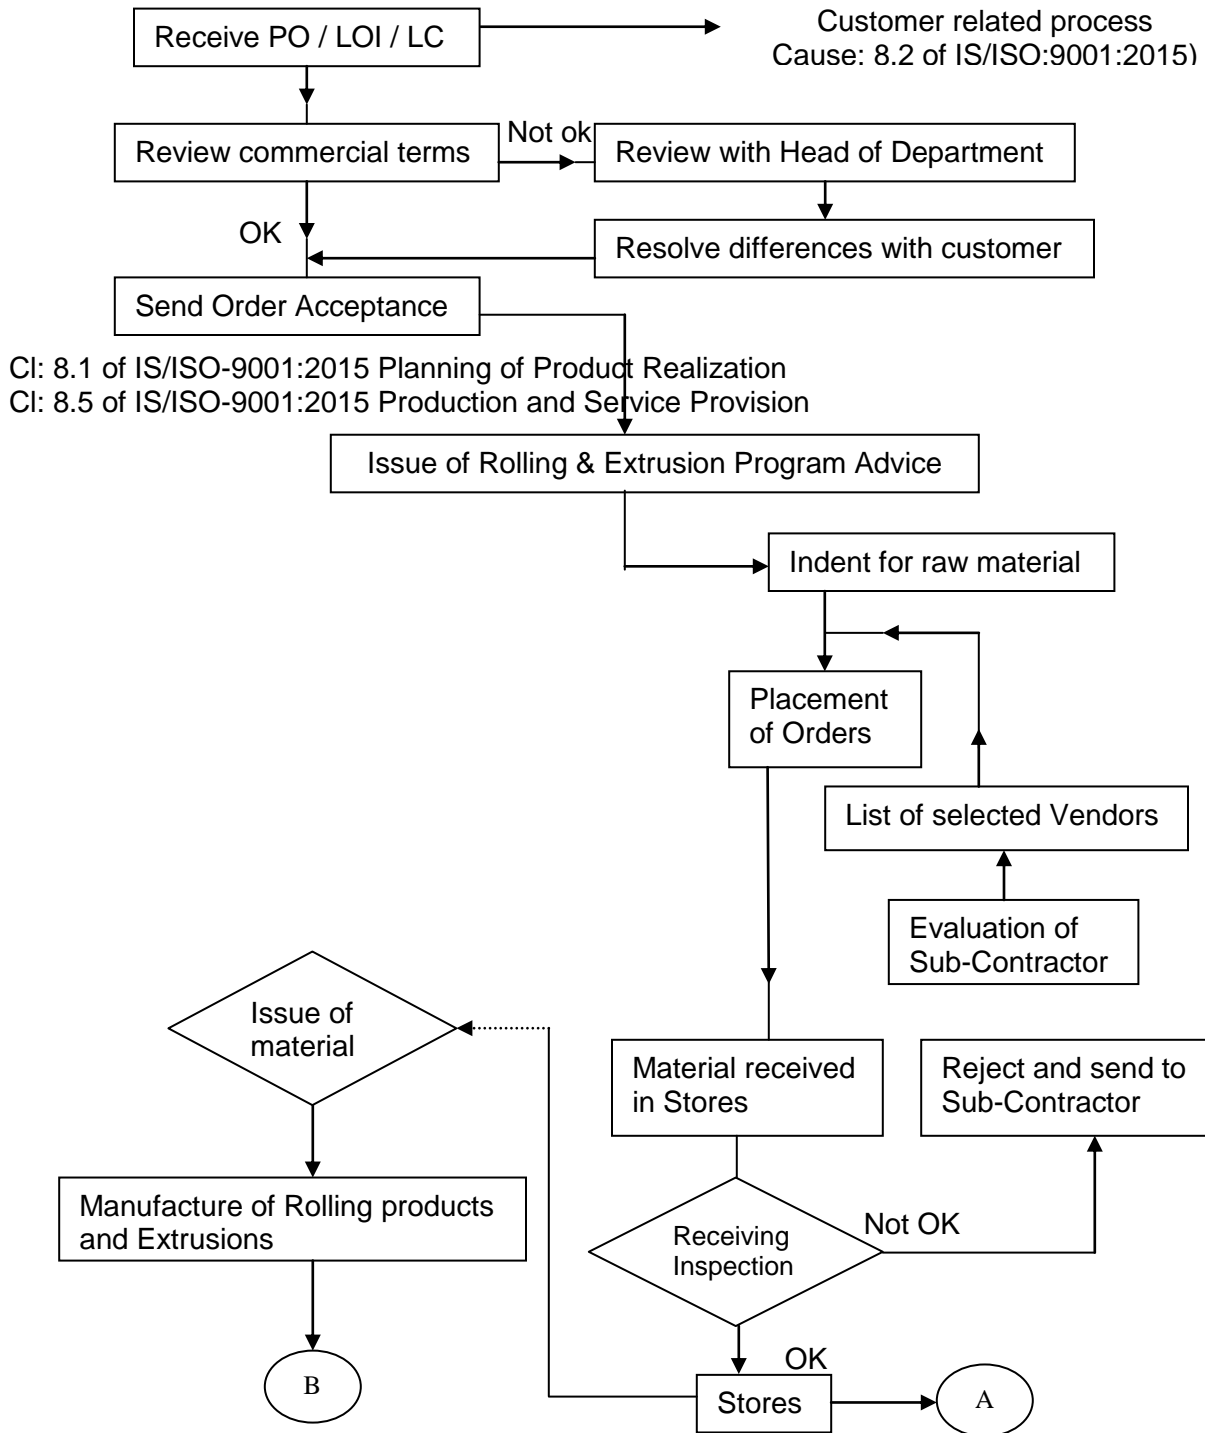 Receive PO / LOI / LC
Customer related process
Cause: 8.2 of IS/ISO:9001:2015)
Review commercial terms
Not ok
Review with Head of Department
OK
Resolve differences with customer
Send Order Acceptance
Cl: 8.1 of IS/ISO-9001:2015 Planning of Product Realization
Cl: 8.5 of IS/ISO-9001:2015 Production and Service Provision
Issue of Rolling & Extrusion Program Advice
Indent for raw material
Placement
of Orders
List of selected Vendors
Evaluation of
Sub-Contractor
Issue of
material
Material received
in Stores
Reject and send to
Sub-Contractor
Manufacture of Rolling products
and Extrusions
Receiving
Inspection
Not OK
OK
B
Stores
A